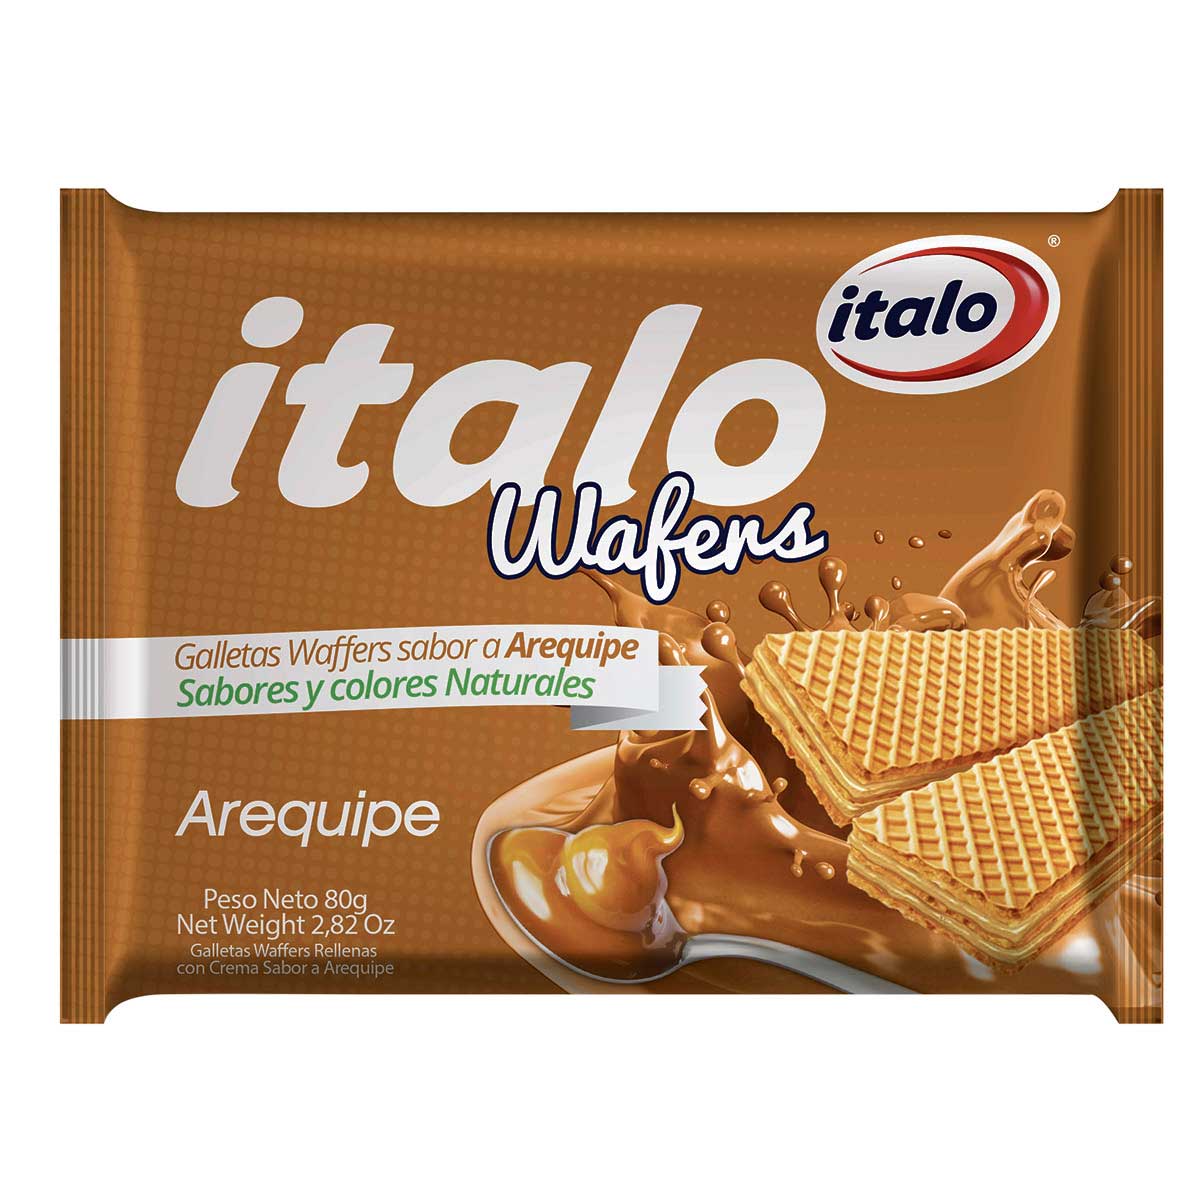 italo
®
italo
Wafers
Galletas Waffers sabor a Arequipe
Sabores y colores Naturales
Arequipe
Peso Neto 80g
Net Weight 2,82 Oz
Galletas Waffers Rellenas
con Crema Sabor a Arequipe